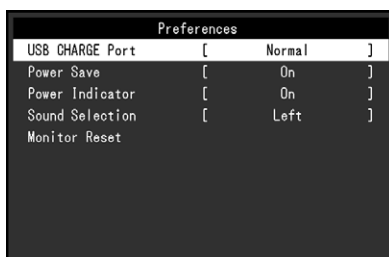 Preferences
USB CHARGE Port [ Normal ]
Power Save [ On ]
Power Indicator [ On ]
Sound Selection [ Left ]
Monitor Reset